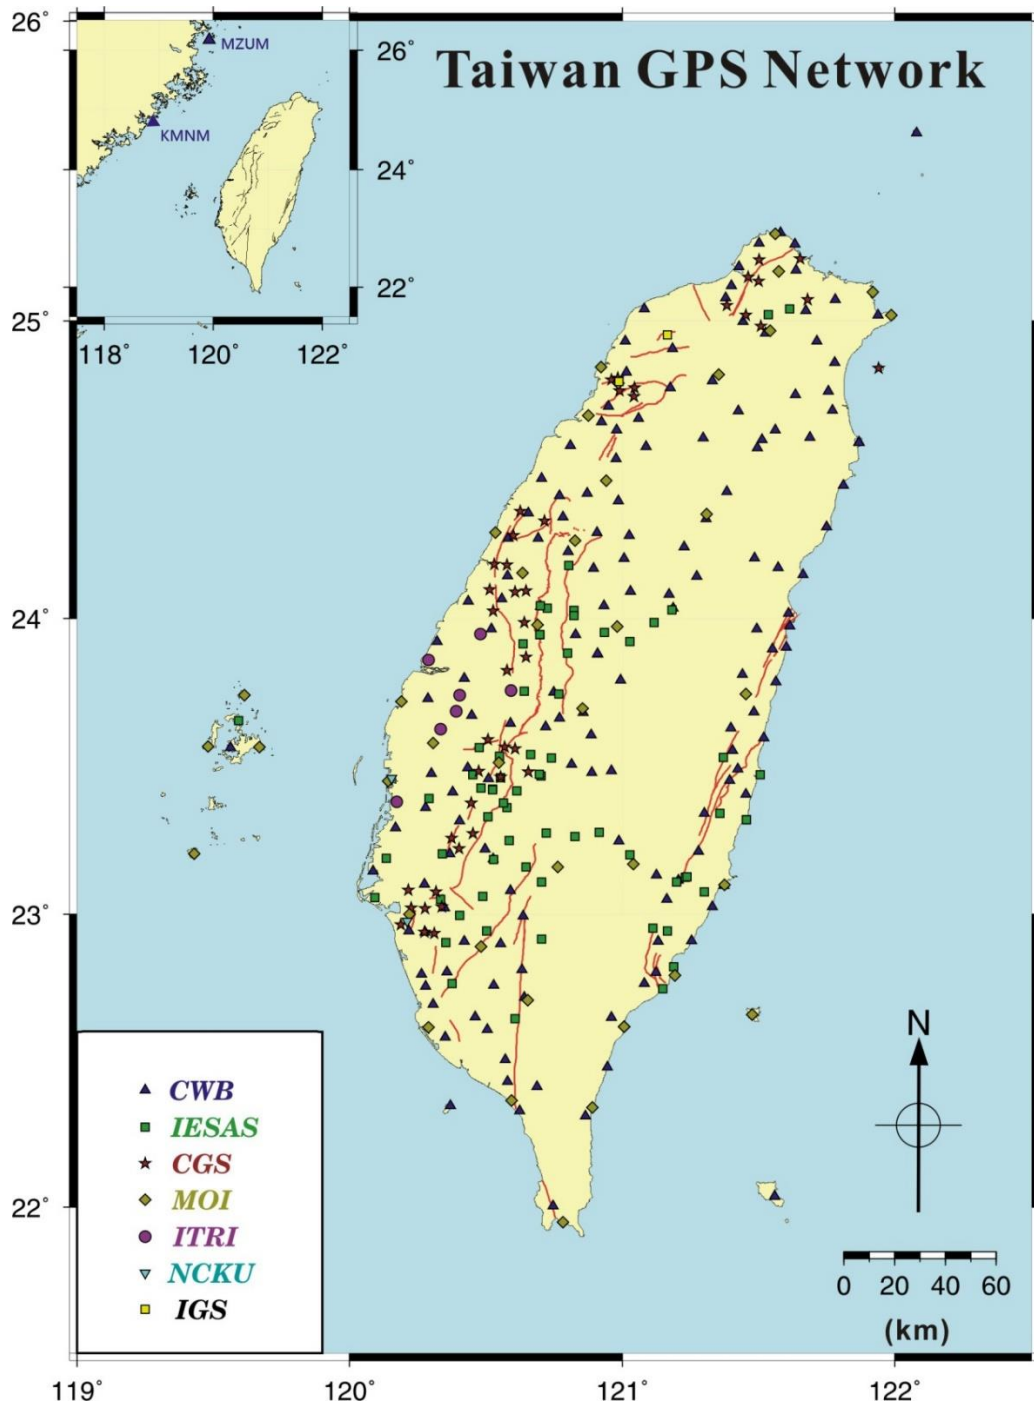 Taiwan GPS Network
MZUM
KMNM
26°
24°
22°
118°
120°
122°
26°
25°
24°
23°
22°
CWB
IESAS
CGS
MOI
ITRI
NCKU
IGS
N
0 20 40 60
(km)
119°
120°
121°
122°